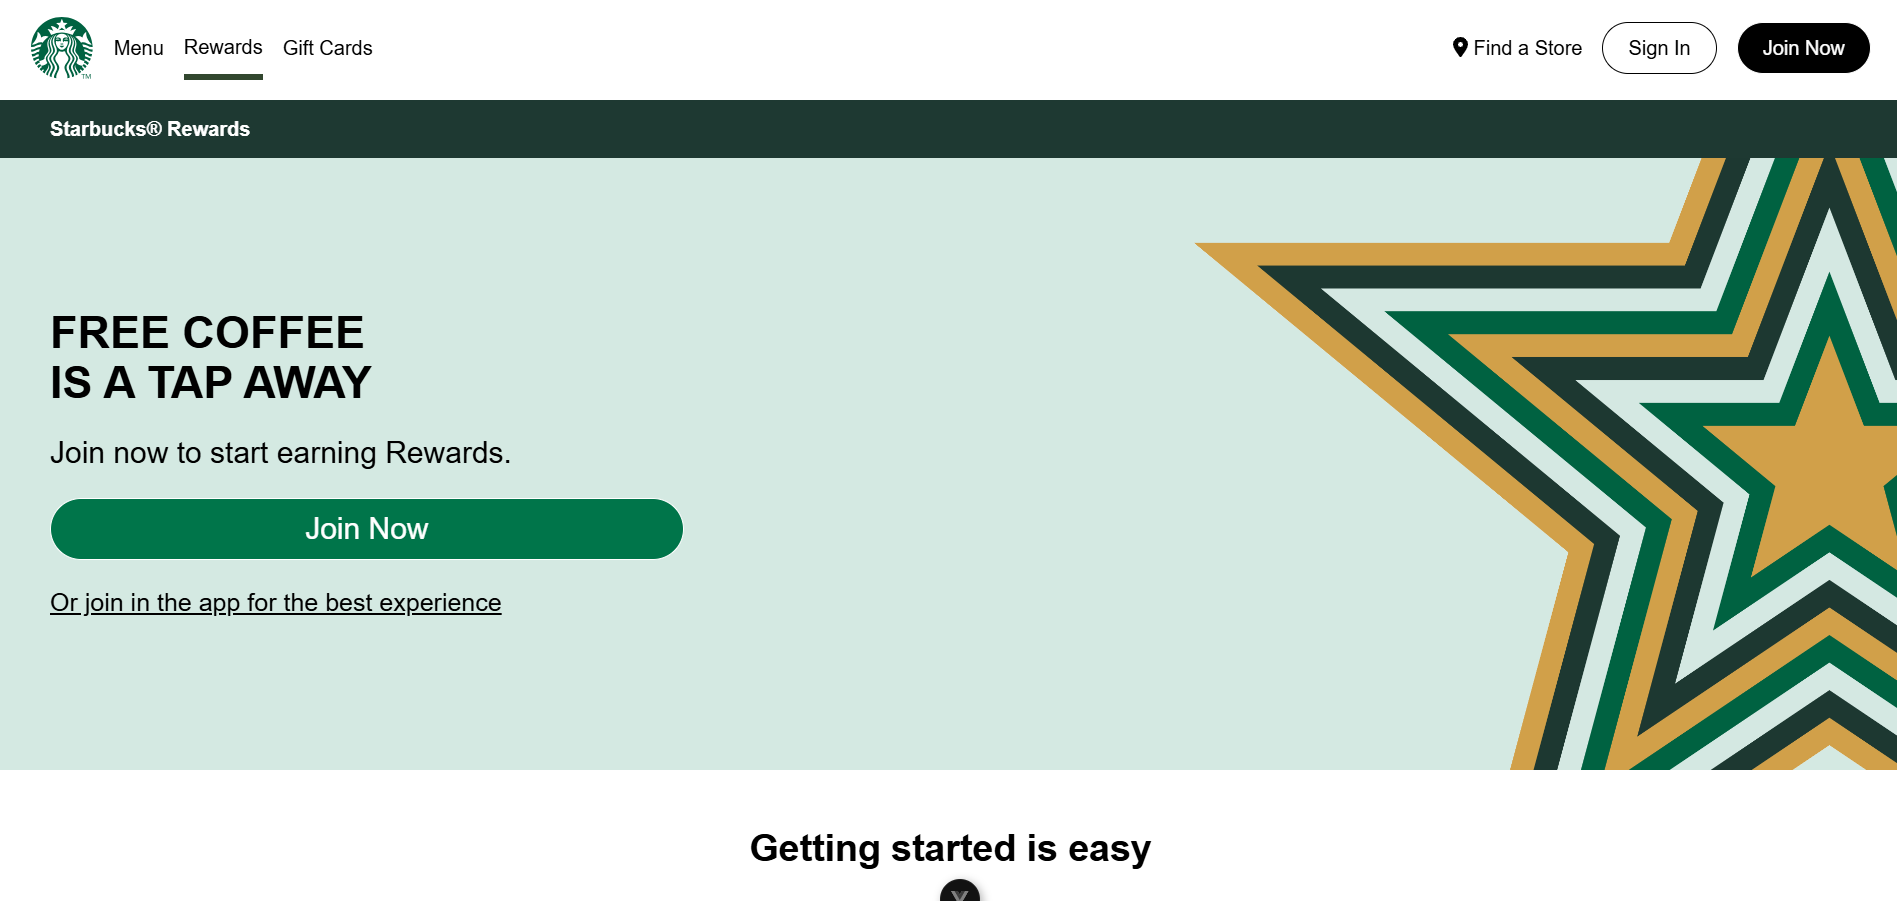 Menu
Rewards
Gift Cards
Find a Store
Sign In
Join Now
Starbucks® Rewards
FREE COFFEE
IS A TAP AWAY
Join now to start earning Rewards.
Join Now
Or join in the app for the best experience
Getting started is easy
TM